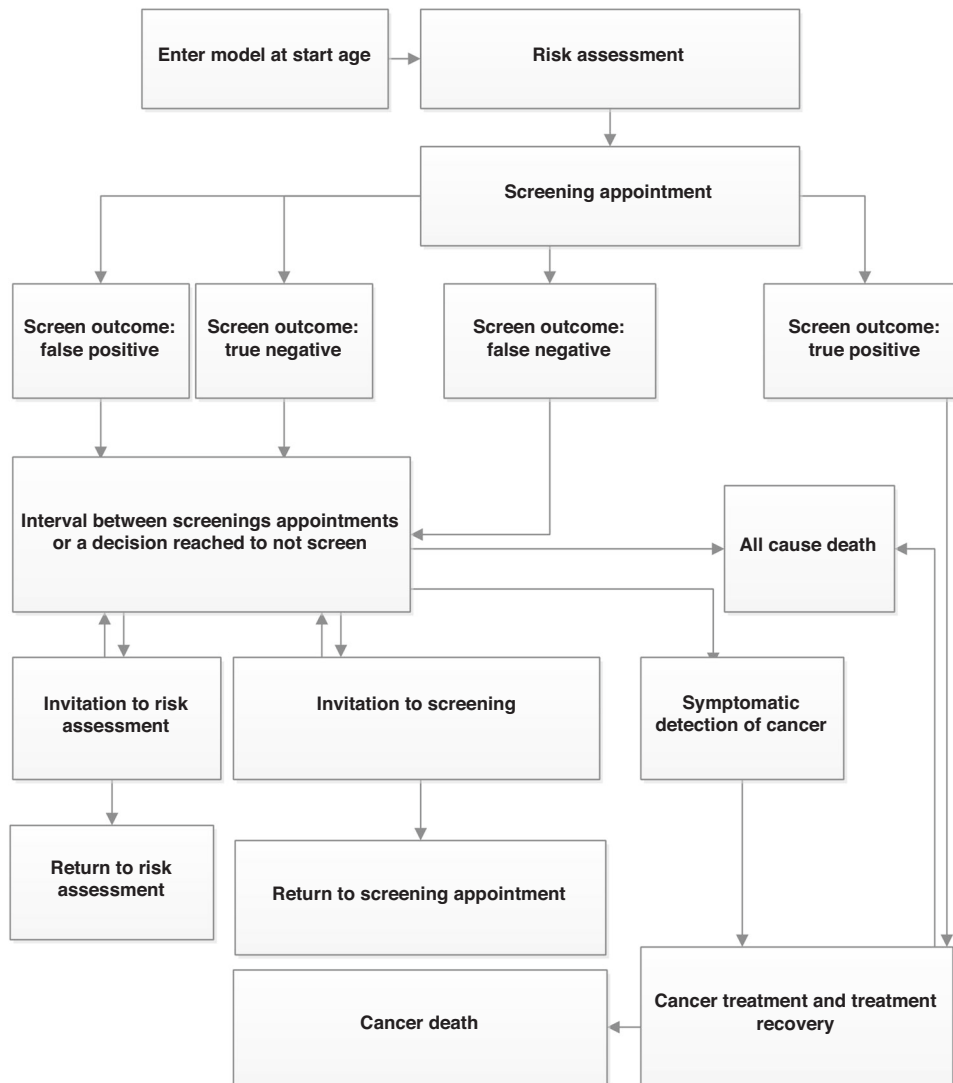 Enter model at start age
Risk assessment
Screening appointment
Screen outcome:
false positive
Screen outcome:
true negative
Screen outcome:
false negative
Screen outcome:
true positive
Interval between screenings appointments
or a decision reached to not screen
All cause death
Invitation to risk
assessment
Invitation to screening
Symptomatic
detection of cancer
Return to risk
assessment
Return to screening appointment
Cancer death
Cancer treatment and treatment
recovery